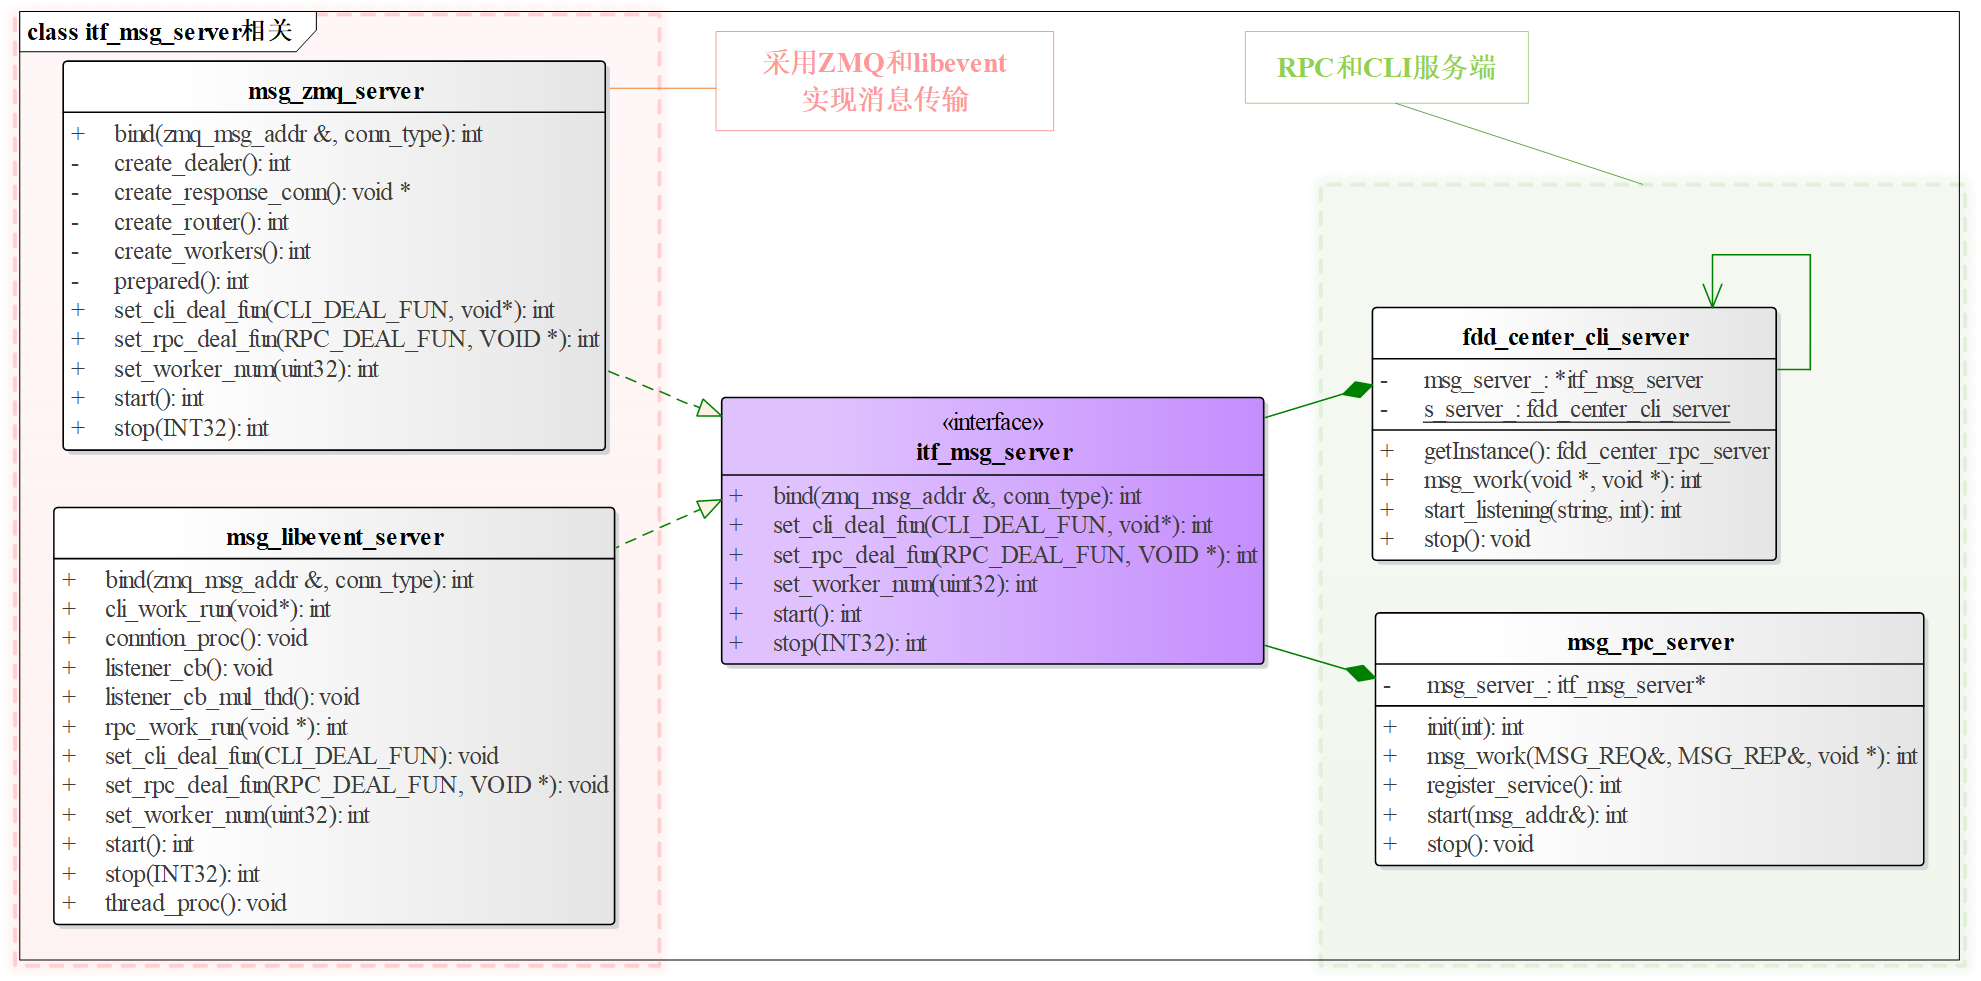 class itf_msg_server相关
msg_zmq_server
+ bind(zmq_msg_addr &, conn_type): int
- create_dealer(): int
- create_response_conn(): void *
- create_router(): int
- create_workers(): int
- prepared(): int
+ set_cli_deal_fun(CLI_DEAL_FUN, void*): int
+ set_rpc_deal_fun(RPC_DEAL_FUN, VOID *): int
+ set_worker_num(uint32): int
+ start(): int
+ stop(INT32): int
msg_libevent_server
+ bind(zmq_msg_addr &, conn_type): int
+ cli_work_run(void*): int
+ conntion_proc(): void
+ listener_cb(): void
+ listener_cb_mul_thd(): void
+ rpc_work_run(void *): int
+ set_cli_deal_fun(CLI_DEAL_FUN): void
+ set_rpc_deal_fun(RPC_DEAL_FUN, VOID *): void
+ set_worker_num(uint32): int
+ start(): int
+ stop(INT32): int
+ thread_proc(): void
采用ZMQ和libevent
实现消息传输
«interface»
itf_msg_server
+ bind(zmq_msg_addr &, conn_type): int
+ set_cli_deal_fun(CLI_DEAL_FUN, void*): int
+ set_rpc_deal_fun(RPC_DEAL_FUN, VOID *): int
+ set_worker_num(uint32): int
+ start(): int
+ stop(INT32): int
RPC和CLI服务端
fdd_center_cli_server
- msg_server_: *itf_msg_server
- s_server_: fdd_center_cli_server
+ getInstance(): fdd_center_rpc_server
+ msg_work(void *, void *): int
+ start_listening(string, int): int
+ stop(): void
msg_rpc_server
- msg_server_: itf_msg_server*
+ init(int): int
+ msg_work(MSG_REQ&, MSG_REP&, void *): int
+ register_service(): int
+ start(msg_addr&): int
+ stop(): void